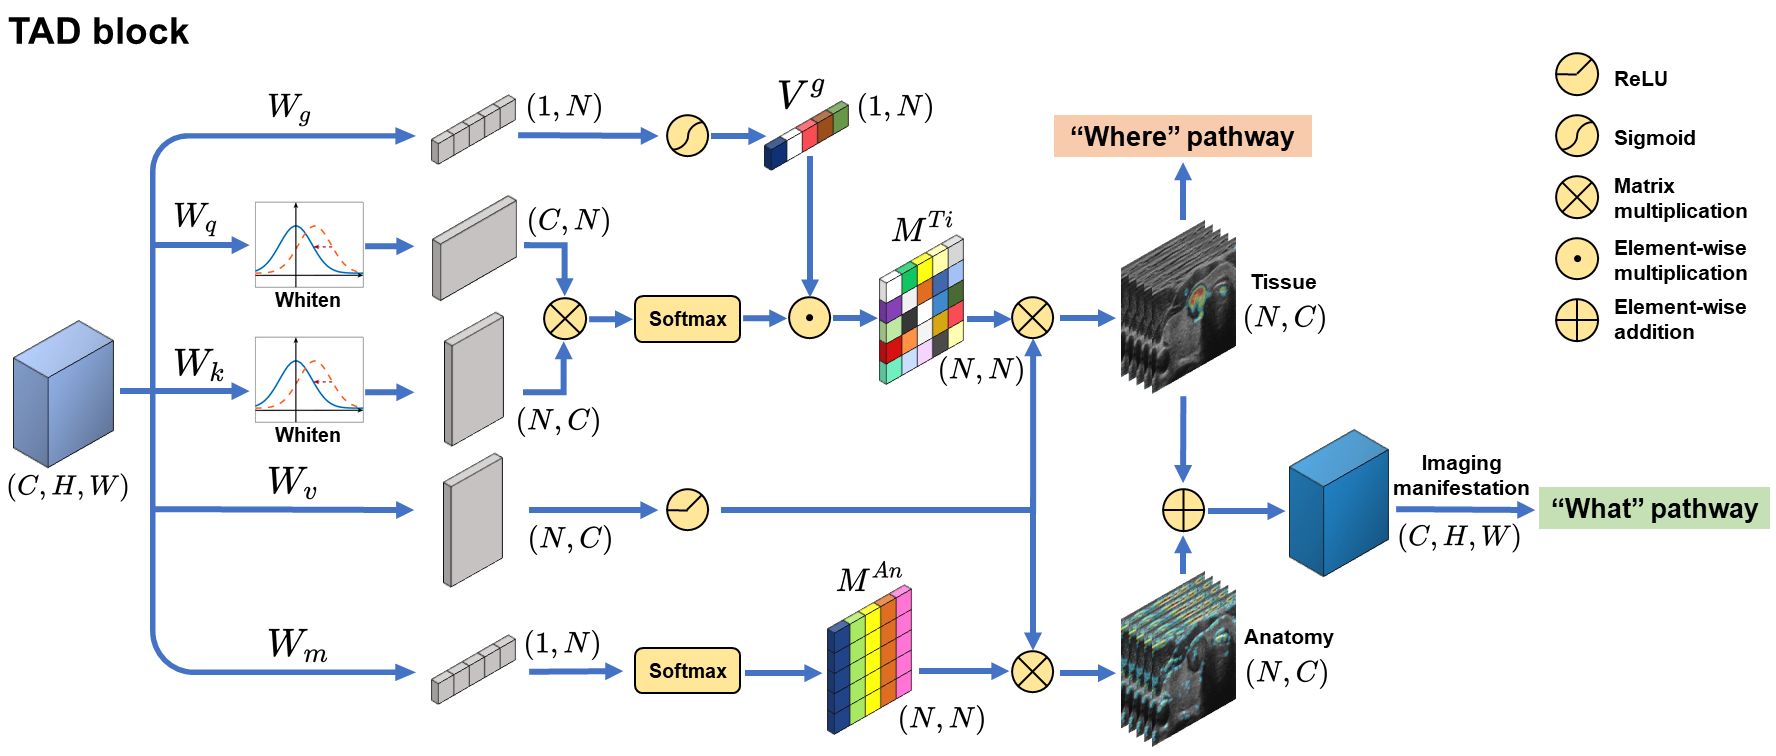 TAD block
W_g
(1, N)
V^g
(1, N)
ReLU
“Where” pathway
Sigmoid
W_q
Whiten
(C, N)
M^{Ti}
Matrix
multiplication
Element-wise
multiplication
Softmax
(N, N)
Tissue
(N, C)
Element-wise
addition
W_k
Whiten
(N, C)
(C, H, W)
W_v
(N, C)
Imaging
manifestation
(C, H, W)
“What” pathway
W_m
(1, N)
Softmax
M^{An}
(N, N)
Anatomy
(N, C)